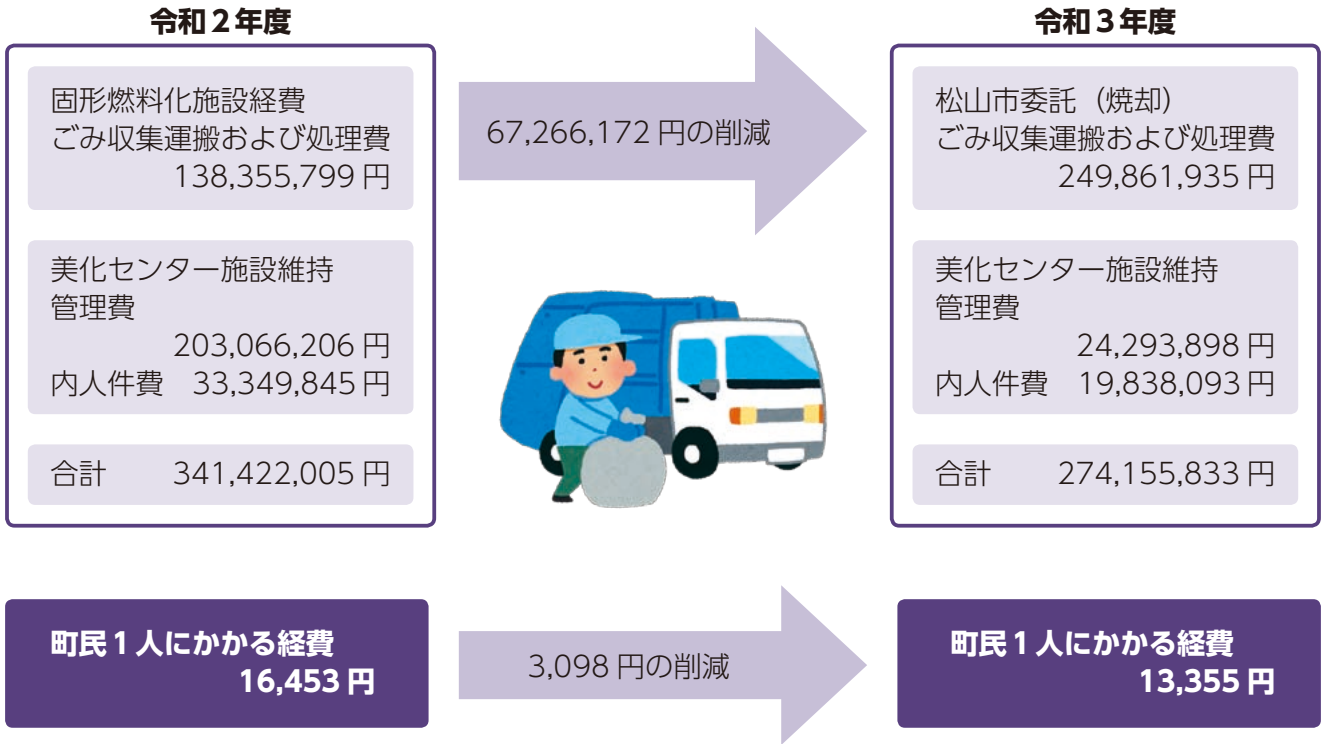 令和２年度
固形燃料化施設経費
ごみ収集運搬および処理費
138,355,799 円
美化センター施設維持
管理費
203,066,206 円
内人件費 33,349,845 円
合計 341,422,005 円
67,266,172 円の削減
令和３年度
松山市委託（焼却）
ごみ収集運搬および処理費
249,861,935 円
美化センター施設維持
管理費
24,293,898 円
内人件費 19,838,093 円
合計 274,155,833 円
町民１人にかかる経費
16,453 円
3,098 円の削減
町民１人にかかる経費
13,355 円